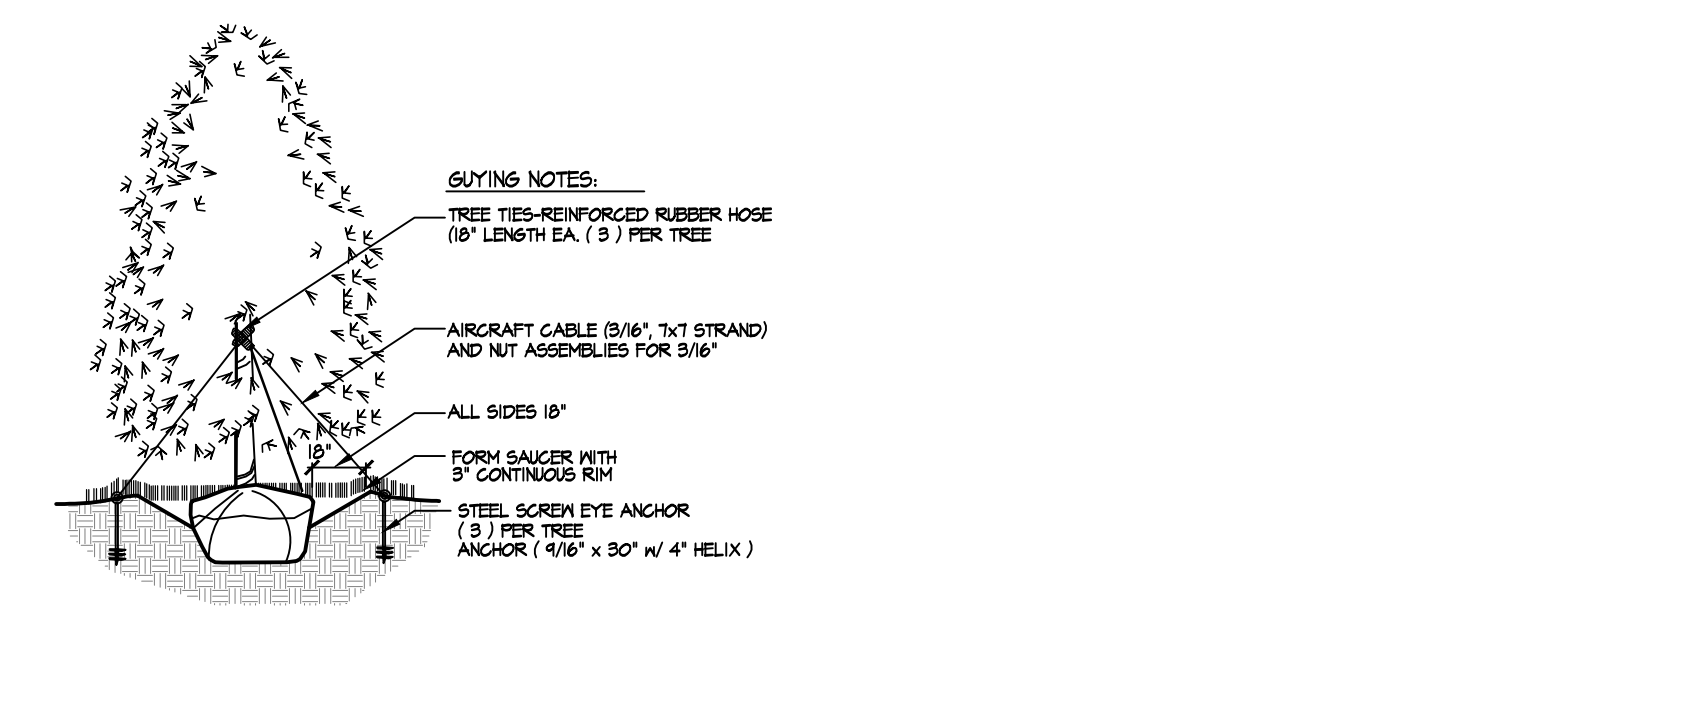 GUYING NOTES:
TREE TIES-REINFORCED RUBBER HOSE
(18" LENGTH EA. ( 3 ) PER TREE
AIRCRAFT CABLE (3/16", 7x7 STRAND)
AND NUT ASSEMBLIES FOR 3/16"
ALL SIDES 18"
18"
FORM SAUCER WITH
3" CONTINUOUS RIM
STEEL SCREW EYE ANCHOR
( 3 ) PER TREE
ANCHOR ( 9/16" x 30" W/ 4" HELIX )